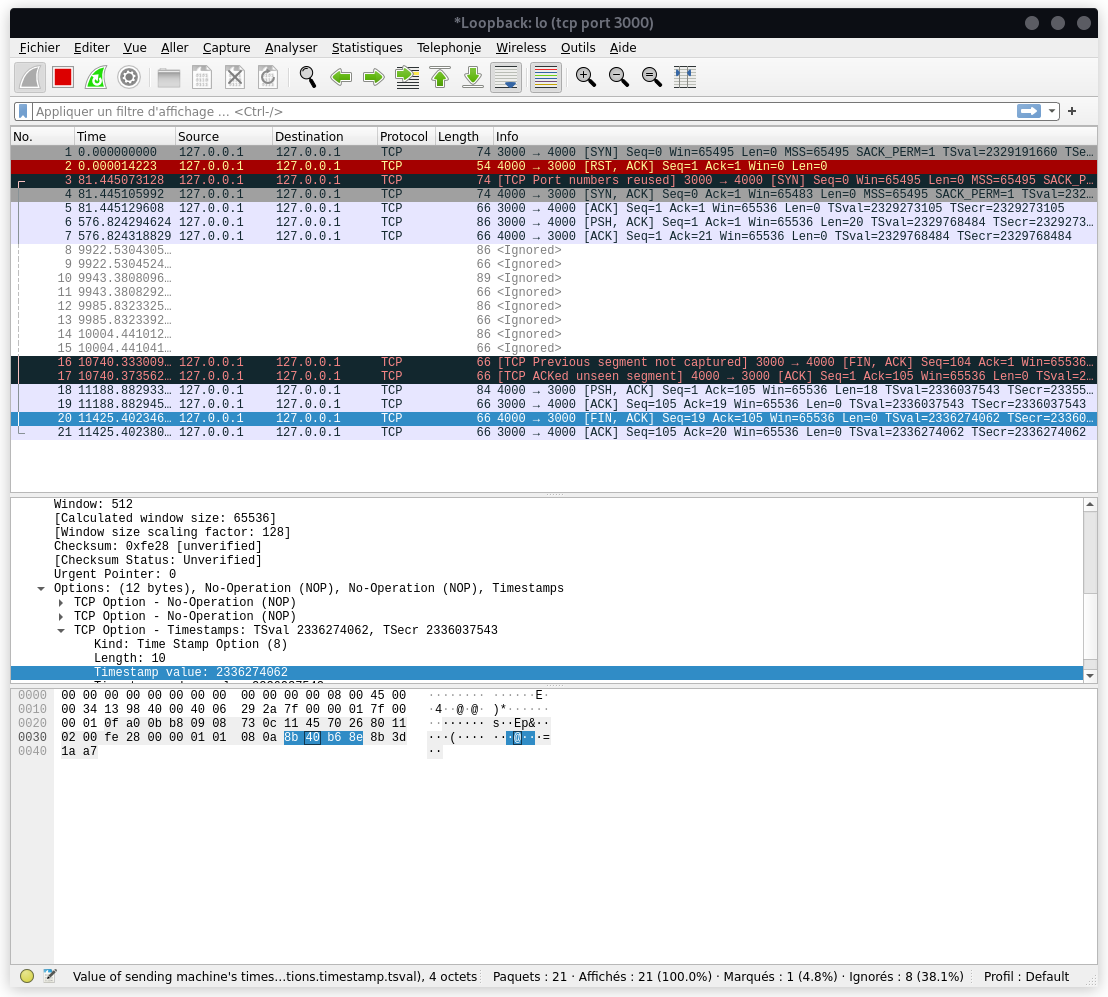 *Loopback: lo (tcp port 3000)
Fichier Editer Vue Aller Capture Analyser Statistiques Telephonie Wireless Outils Aide
Appliquer un filtre d'affichage … <Ctrl-/>
No. Time Source Destination Protocol Length Info
1 0.000000000 127.0.0.1 127.0.0.1 TCP 74 3000 → 4000 [SYN] Seq=0 Win=65495 Len=0 MSS=65495 SACK_PERM=1 TSval=2329191660 TSe…
2 0.000014223 127.0.0.1 127.0.0.1 TCP 54 4000 → 3000 [RST, ACK] Seq=1 Ack=1 Win=0 Len=0
3 81.445073128 127.0.0.1 127.0.0.1 TCP 74 [TCP Port numbers reused] 3000 → 4000 [SYN] Seq=0 Win=65495 Len=0 MSS=65495 SACK_P…
4 81.445105992 127.0.0.1 127.0.0.1 TCP 74 4000 → 3000 [SYN, ACK] Seq=0 Ack=1 Win=65483 Len=0 MSS=65495 SACK_PERM=1 TSval=232…
5 81.445129608 127.0.0.1 127.0.0.1 TCP 66 3000 → 4000 [ACK] Seq=1 Ack=1 Win=65536 Len=0 TSval=2329273105 TSecr=2329273105
6 576.824294624 127.0.0.1 127.0.0.1 TCP 86 3000 → 4000 [PSH, ACK] Seq=1 Ack=1 Win=65536 Len=20 TSval=2329768484 TSecr=2329273…
7 576.824318829 127.0.0.1 127.0.0.1 TCP 66 4000 → 3000 [ACK] Seq=1 Ack=21 Win=65536 Len=0 TSval=2329768484 TSecr=2329768484
8 9922.5304305… 86 <Ignored>
9 9922.5304524… 66 <Ignored>
10 9943.3808096… 89 <Ignored>
11 9943.3808292… 66 <Ignored>
12 9985.8323325… 86 <Ignored>
13 9985.8323392… 66 <Ignored>
14 10004.441012… 86 <Ignored>
15 10004.441041… 66 <Ignored>
16 10740.333009… 127.0.0.1 127.0.0.1 TCP 66 [TCP Previous segment not captured] 3000 → 4000 [FIN, ACK] Seq=104 Ack=1 Win=65536…
17 10740.373562… 127.0.0.1 127.0.0.1 TCP 66 [TCP ACKed unseen segment] 4000 → 3000 [ACK] Seq=1 Ack=105 Win=65536 Len=0 TSval=2…
18 11188.882933… 127.0.0.1 127.0.0.1 TCP 84 4000 → 3000 [PSH, ACK] Seq=1 Ack=105 Win=65536 Len=18 TSval=2336037543 TSecr=23355…
19 11188.882945… 127.0.0.1 127.0.0.1 TCP 66 3000 → 4000 [ACK] Seq=105 Ack=19 Win=65536 Len=0 TSval=2336037543 TSecr=2336037543
20 11425.402346… 127.0.0.1 127.0.0.1 TCP 66 4000 → 3000 [FIN, ACK] Seq=19 Ack=105 Win=65536 Len=0 TSval=2336274062 TSecr=23360…
21 11425.402380… 127.0.0.1 127.0.0.1 TCP 66 3000 → 4000 [ACK] Seq=105 Ack=20 Win=65536 Len=0 TSval=2336274062 TSecr=2336274062
Window: 512
[Calculated window size: 65536]
[Window size scaling factor: 128]
Checksum: 0xfe28 [unverified]
[Checksum Status: Unverified]
Urgent Pointer: 0
Options: (12 bytes), No-Operation (NOP), No-Operation (NOP), Timestamps
TCP Option - No-Operation (NOP)
TCP Option - No-Operation (NOP)
TCP Option - Timestamps: TSval 2336274062, TSecr 2336037543
Kind: Time Stamp Option (8)
Length: 10
Timestamp value: 2336274062
0000 00 00 00 00 00 00 00 00 00 00 00 00 08 00 45 00 ········ ······E·
0010 00 34 13 98 40 00 40 06 29 2a 7f 00 00 01 7f 00 ·4··@·@· )*······
0020 00 01 0f a0 0b b8 09 08 73 0c 11 45 70 26 80 11 ········ s··Ep&··
0030 02 00 fe 28 00 00 01 01 08 0a 8b 40 b6 8e 8b 3d ···(···· ···@···=
0040 1a a7 ··
Value of sending machine's times…tions.timestamp.tsval), 4 octets Paquets : 21 · Affichés : 21 (100.0%) · Marqués : 1 (4.8%) · Ignorés : 8 (38.1%) Profil : Default